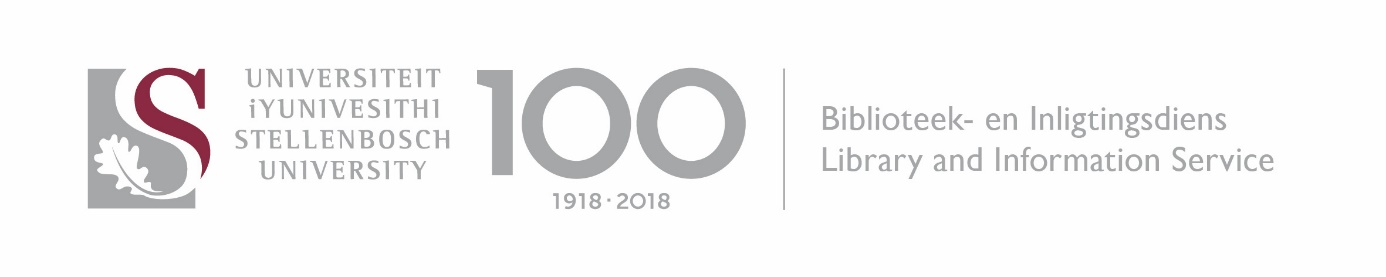 S
UNIVERSITEIT
iYUNIVESITHI
STELLENBOSCH
UNIVERSITY
100
1918 · 2018
Biblioteek- en Inligtingsdiens
Library and Information Service